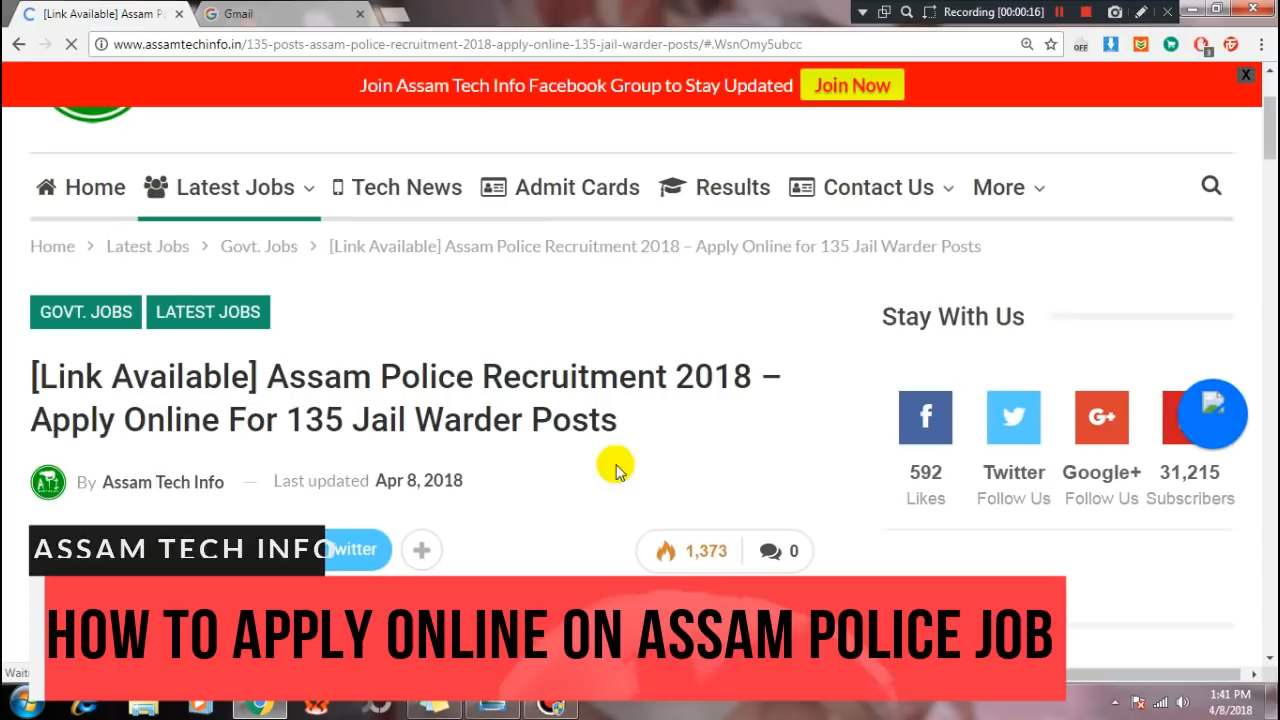 [Link Available] Assam P
Gmail
Recording [00:00:16]
www.assamtechinfo.in/135-posts-assam-police-recruitment-2018-apply-online-135-jail-warder-posts/#.WsnOmy5ubcc
OFF
3
Join Assam Tech Info Facebook Group to Stay Updated Join Now
X
Home Latest Jobs Tech News Admit Cards Results Contact Us More
Home > Latest Jobs > Govt. Jobs > [Link Available] Assam Police Recruitment 2018 – Apply Online for 135 Jail Warder Posts
GOVT. JOBS LATEST JOBS
Stay With Us
[Link Available] Assam Police Recruitment 2018 –
Apply Online For 135 Jail Warder Posts
By Assam Tech Info — Last updated Apr 8, 2018
592 Twitter Google+ 31,215
Likes Follow Us Follow Us Subscribers
ASSAM TECH INFO
witter
1,373 0
HOW TO APPLY ONLINE ON ASSAM POLICE JOB
Waiti
1:41 PM
4/8/2018